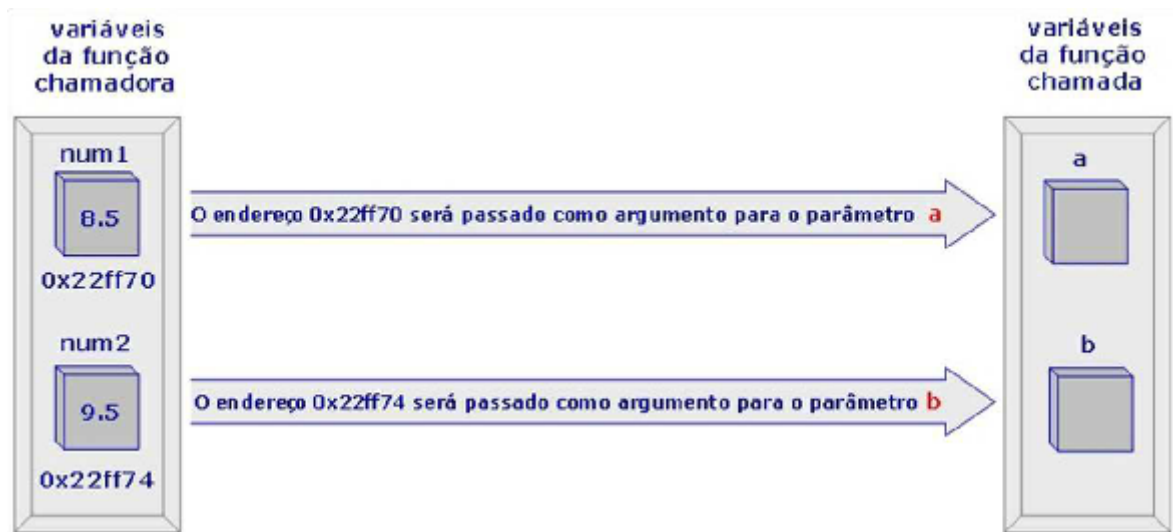 variáveis
da função
chamadora
variáveis
da função
chamada
num1
8.5
0x22ff70
O endereço 0x22ff70 será passado como argumento para o parâmetro a
a
num2
9.5
0x22ff74
O endereço 0x22ff74 será passado como argumento para o parâmetro b
b